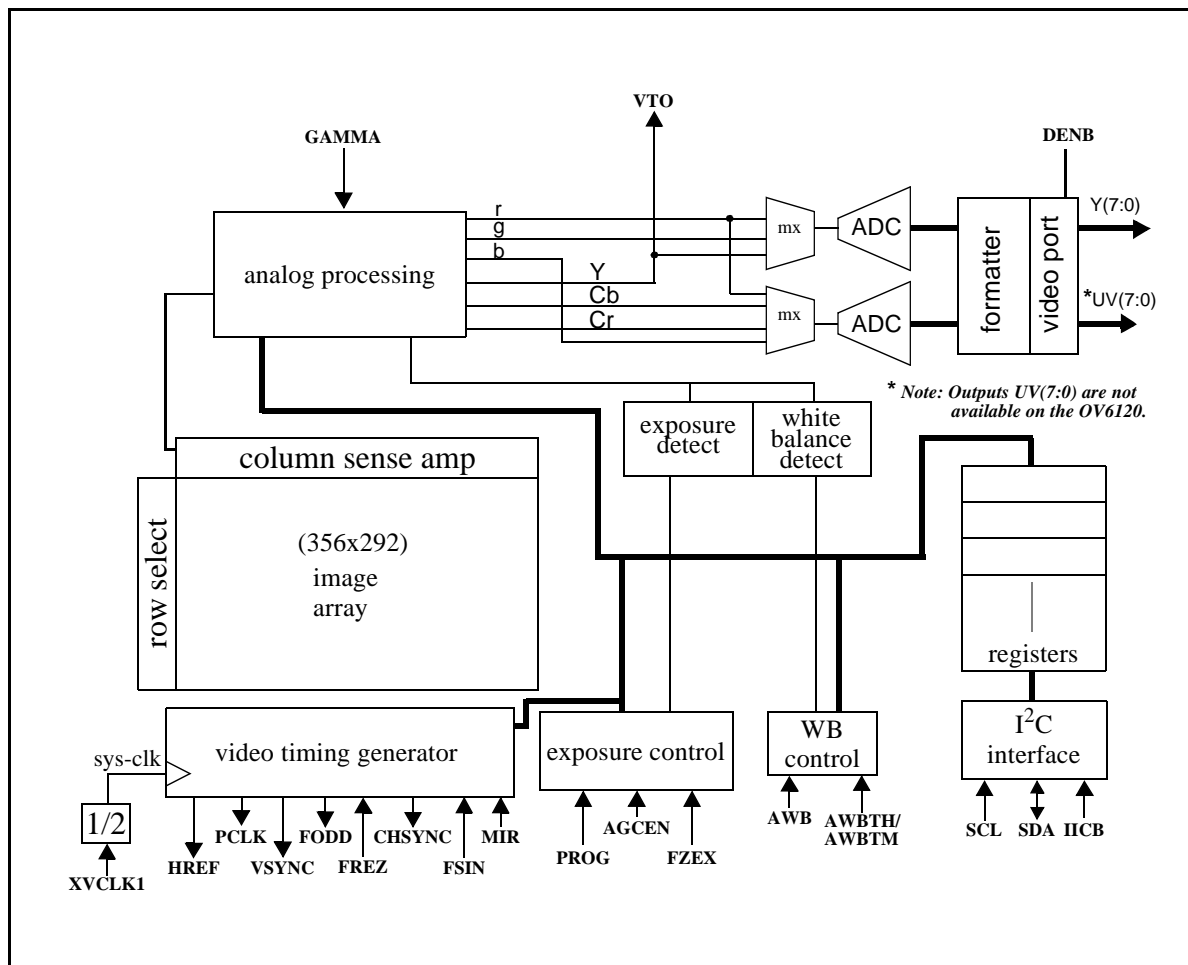 VTO
GAMMA
DENB
r
g
b
Y
Cb
Cr
analog processing
mx
ADC
mx
ADC
formatter
video port
Y(7:0)
*UV(7:0)
* Note: Outputs UV(7:0) are not
available on the OV6120.
exposure
detect
white
balance
detect
column sense amp
row select
(356x292)
image
array
registers
video timing generator
sys-clk
1/2
XVCLK1
HREF
PCLK
VSYNC
FODD
FREZ
CHSYNC
FSIN
MIR
exposure control
PROG
AGCEN
FZEX
WB
control
AWB
AWBTH/
AWBTM
I²C
interface
SCL
SDA
IICB